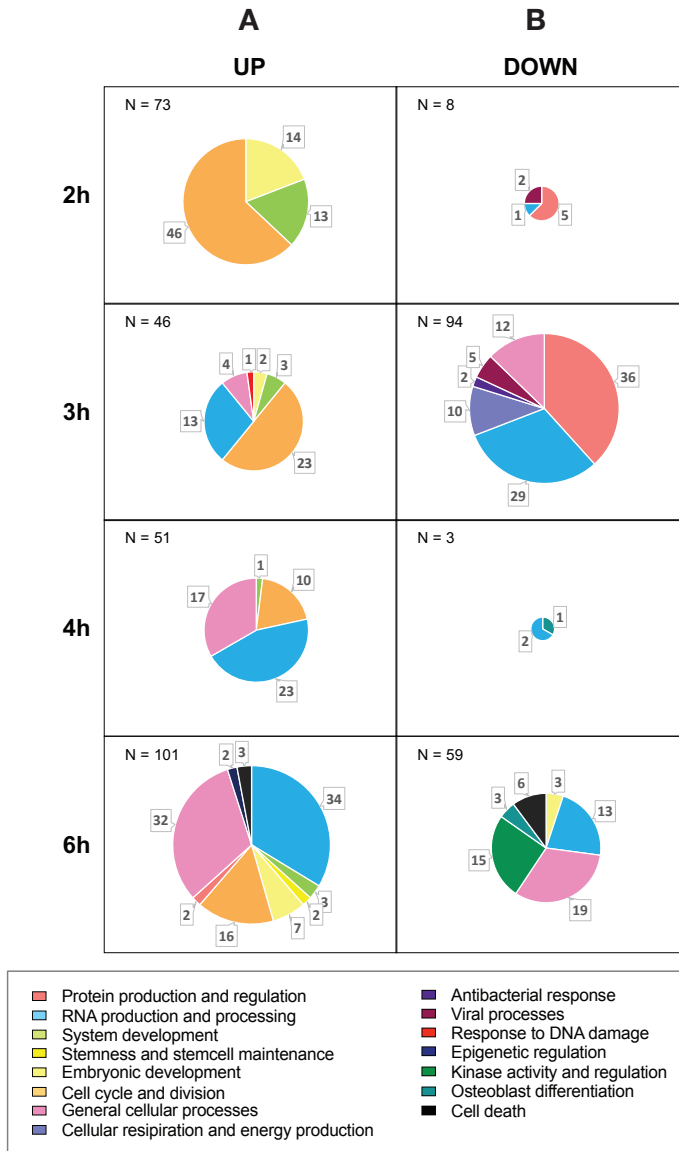 A B
UP DOWN
2h
N = 73
14
13
46
N = 8
2
1
5
3h
N = 46
4
1
2
3
13
23
N = 94
12
5
2
10
36
29
4h
N = 51
1
10
17
23
N = 3
1
2
6h
N = 101
2
3
34
32
2
16
7
2
3
N = 59
6
3
3
13
15
19
Protein production and regulation
RNA production and processing
System development
Stemness and stemcell maintenance
Embryonic development
Cell cycle and division
General cellular processes
Cellular resipiration and energy production
Antibacterial response
Viral processes
Response to DNA damage
Epigenetic regulation
Kinase activity and regulation
Osteoblast differentiation
Cell death